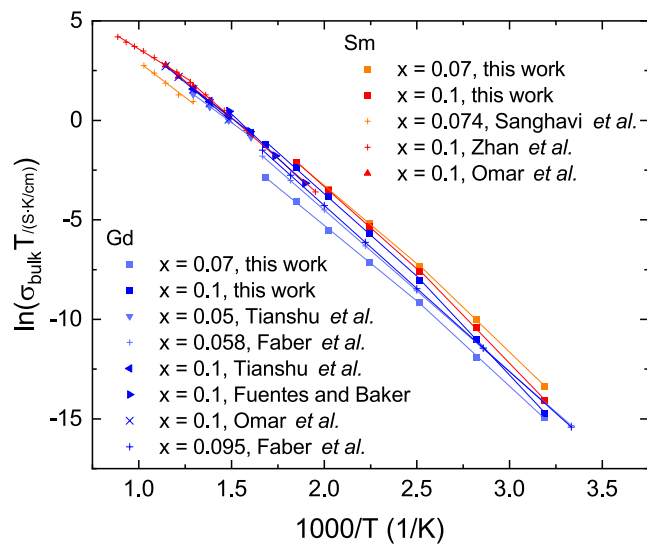 5
0
-5
-10
-15
ln(σbulkT/(S·K/cm)
Sm
x = 0.07, this work
x = 0.1, this work
x = 0.074, Sanghavi et al.
x = 0.1, Zhan et al.
x = 0.1, Omar et al.
Gd
x = 0.07, this work
x = 0.1, this work
x = 0.05, Tianshu et al.
x = 0.058, Faber et al.
x = 0.1, Tianshu et al.
x = 0.1, Fuentes and Baker
x = 0.1, Omar et al.
x = 0.095, Faber et al.
1.0 1.5 2.0 2.5 3.0 3.5
1000/T (1/K)